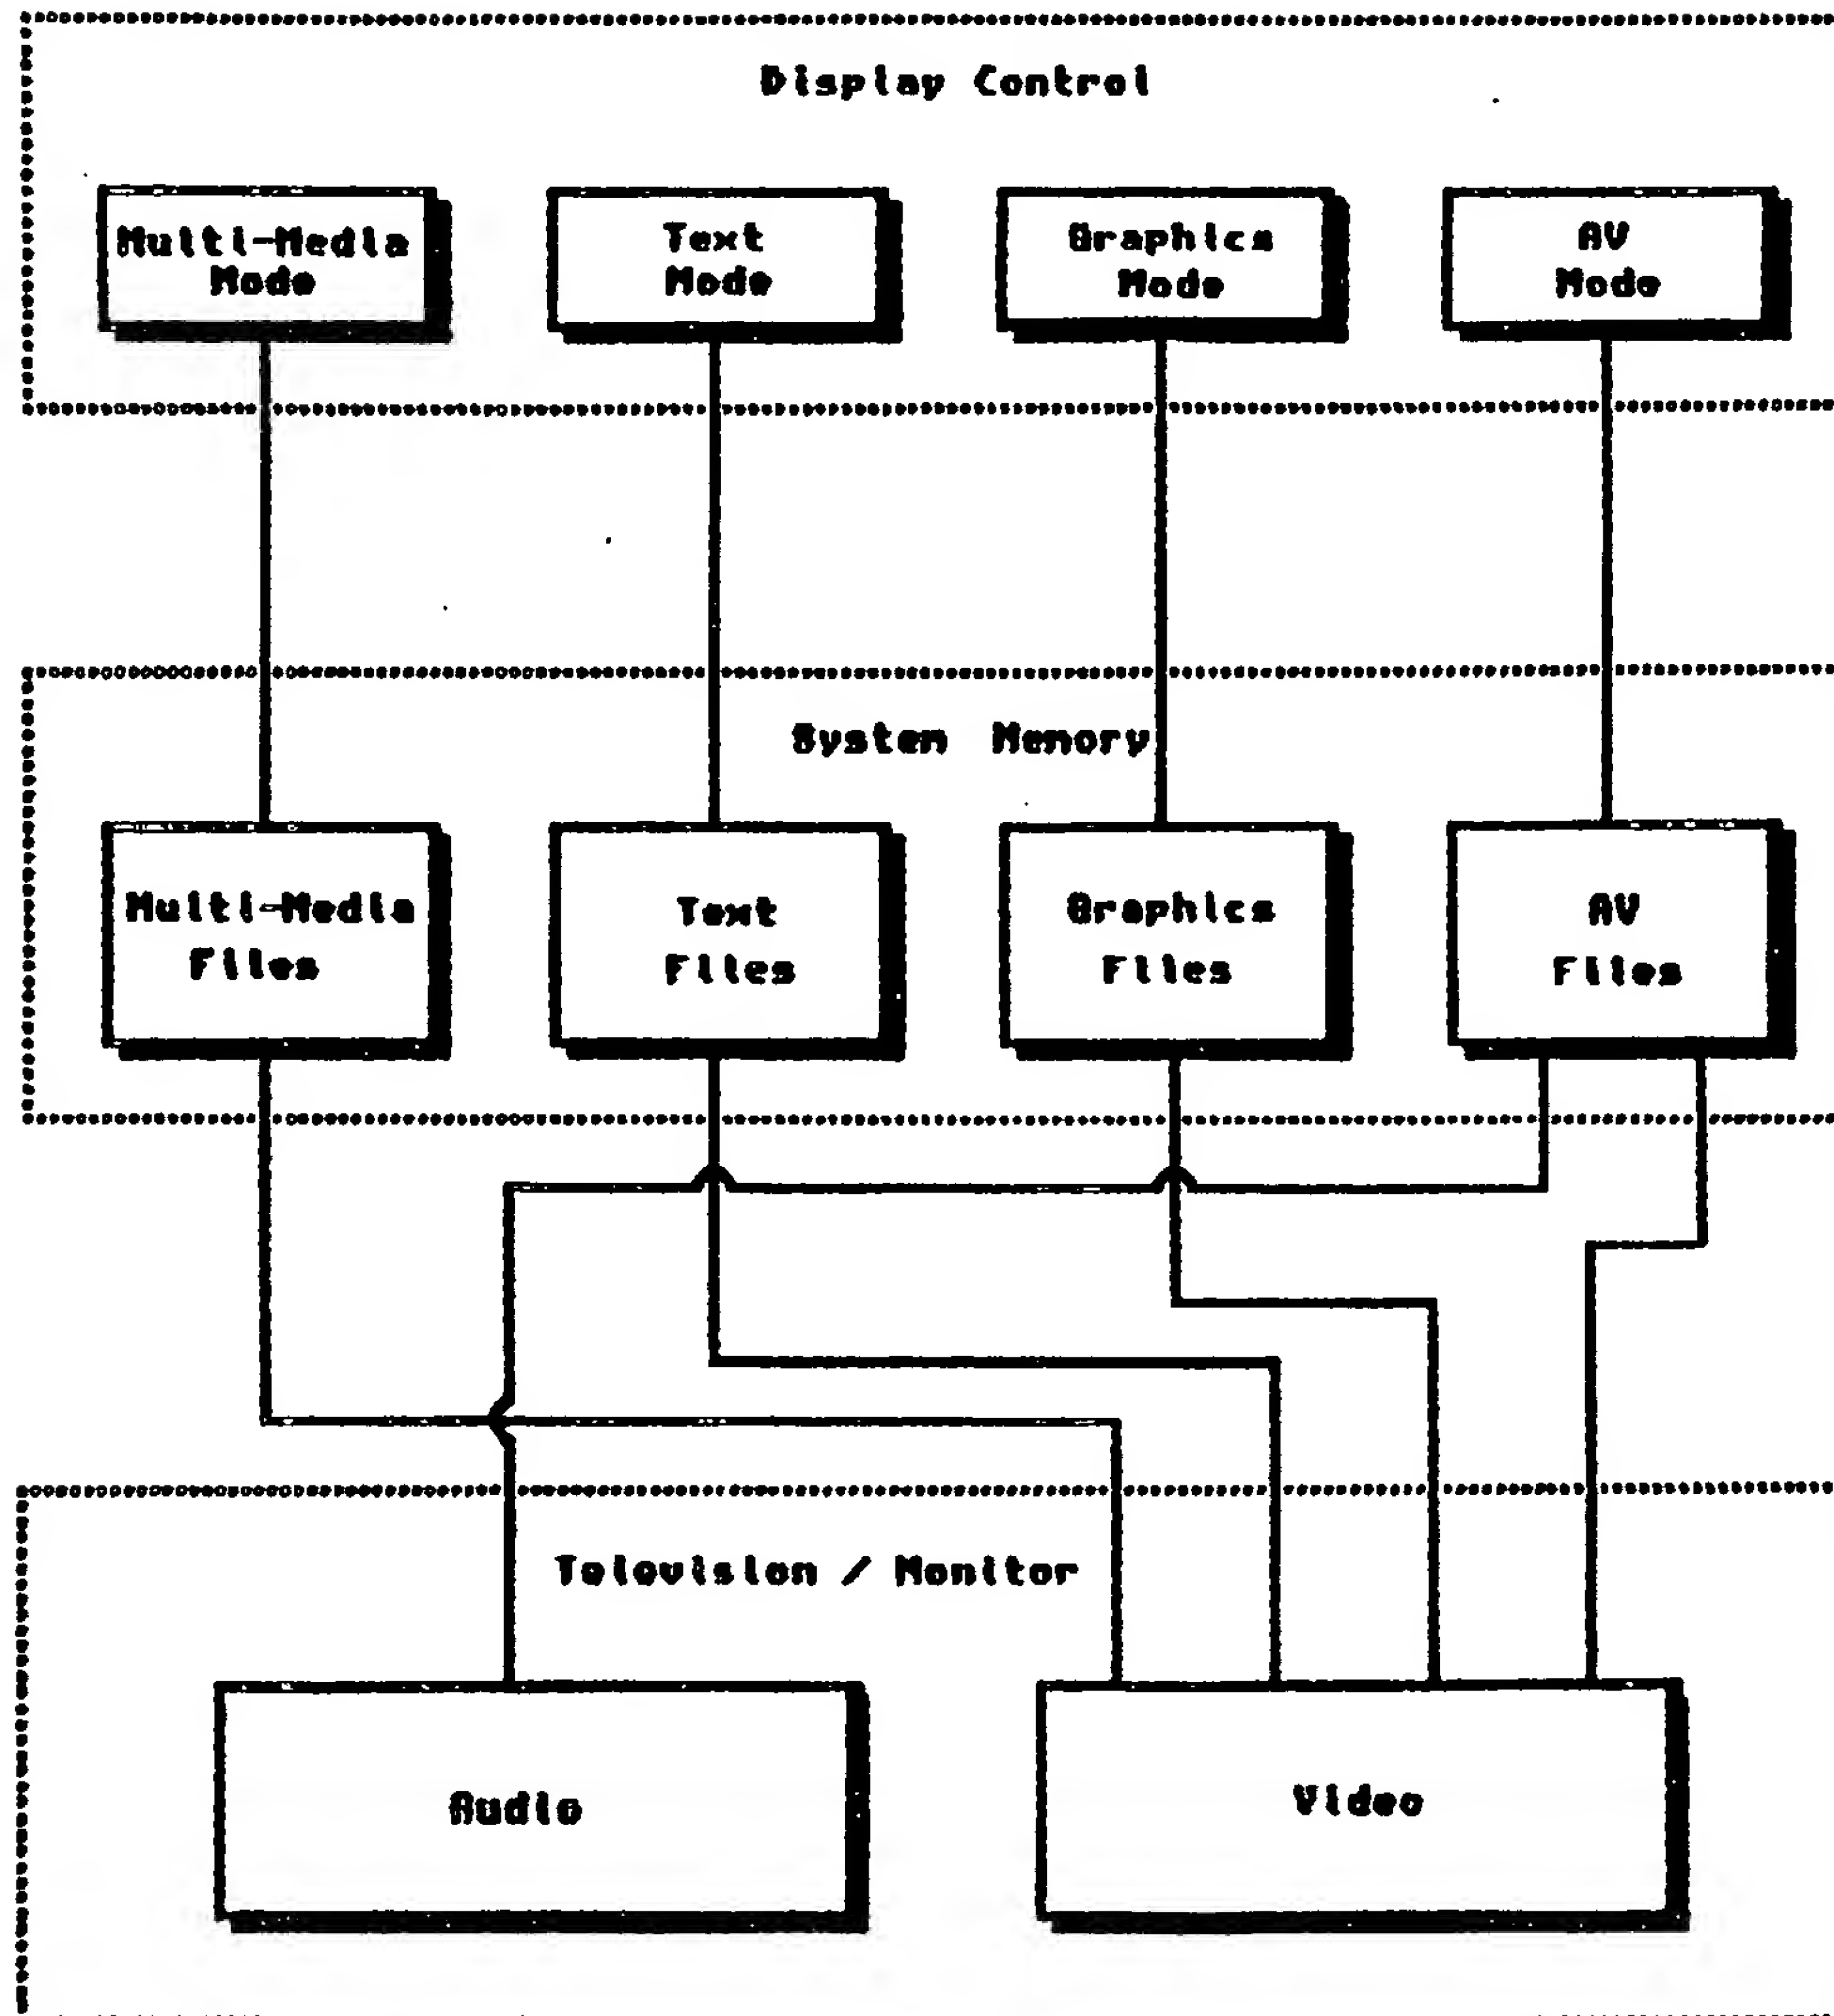 Display Control
Multi-Media
Mode
Text
Mode
Graphics
Mode
AV
Mode
System Memory
Multi-Media
Files
Text
Files
Graphics
Files
AV
Files
Television / Monitor
Audio
Video